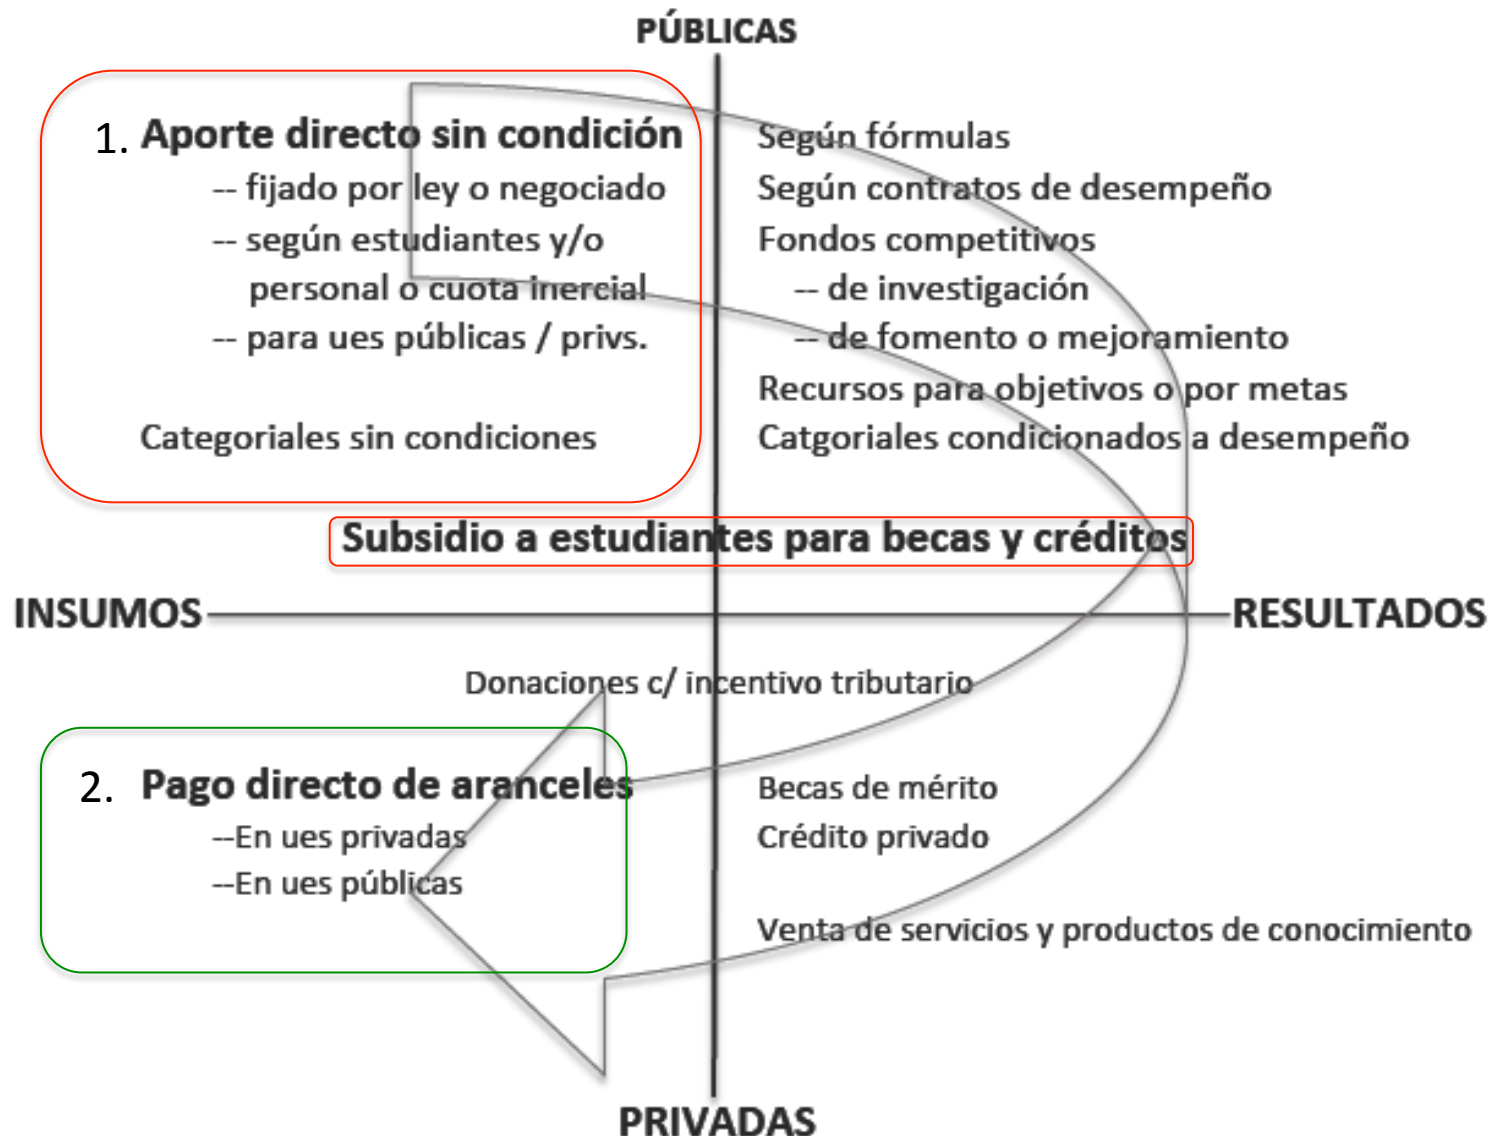 PÚBLICAS
1. Aporte directo sin condición
-- fijado por ley o negociado
-- según estudiantes y/o
personal o cuota inercial
-- para ues públicas / privs.
Categoriales sin condiciones
Según fórmulas
Según contratos de desempeño
Fondos competitivos
-- de investigación
-- de fomento o mejoramiento
Recursos para objetivos o por metas
Catgoriales condicionados a desempeño
Subsidio a estudiantes para becas y créditos
INSUMOS
RESULTADOS
Donaciones c/ incentivo tributario
2. Pago directo de aranceles
--En ues privadas
--En ues públicas
Becas de mérito
Crédito privado
Venta de servicios y productos de conocimiento
PRIVADAS